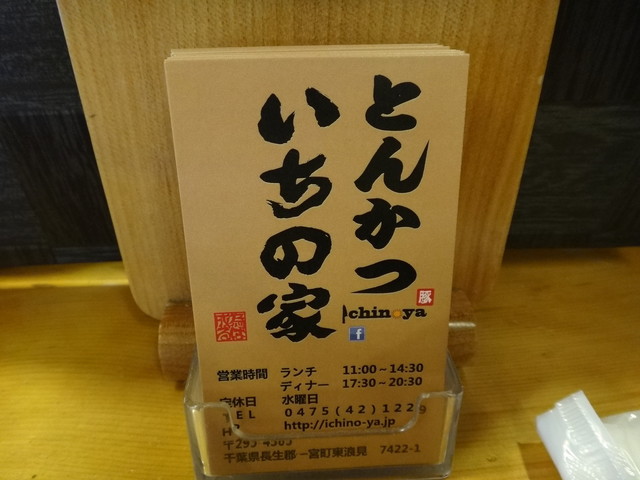 とんかつ
いちの家
Ichinoya
豚
f
営業時間 ランチ 11:00～14:30
ディナー 17:30～20:30
定休日 水曜日
TEL 0475(42)1229
HP http://ichino-ya.jp
〒295-4303
千葉県長生郡一宮町東浪見 7422-1